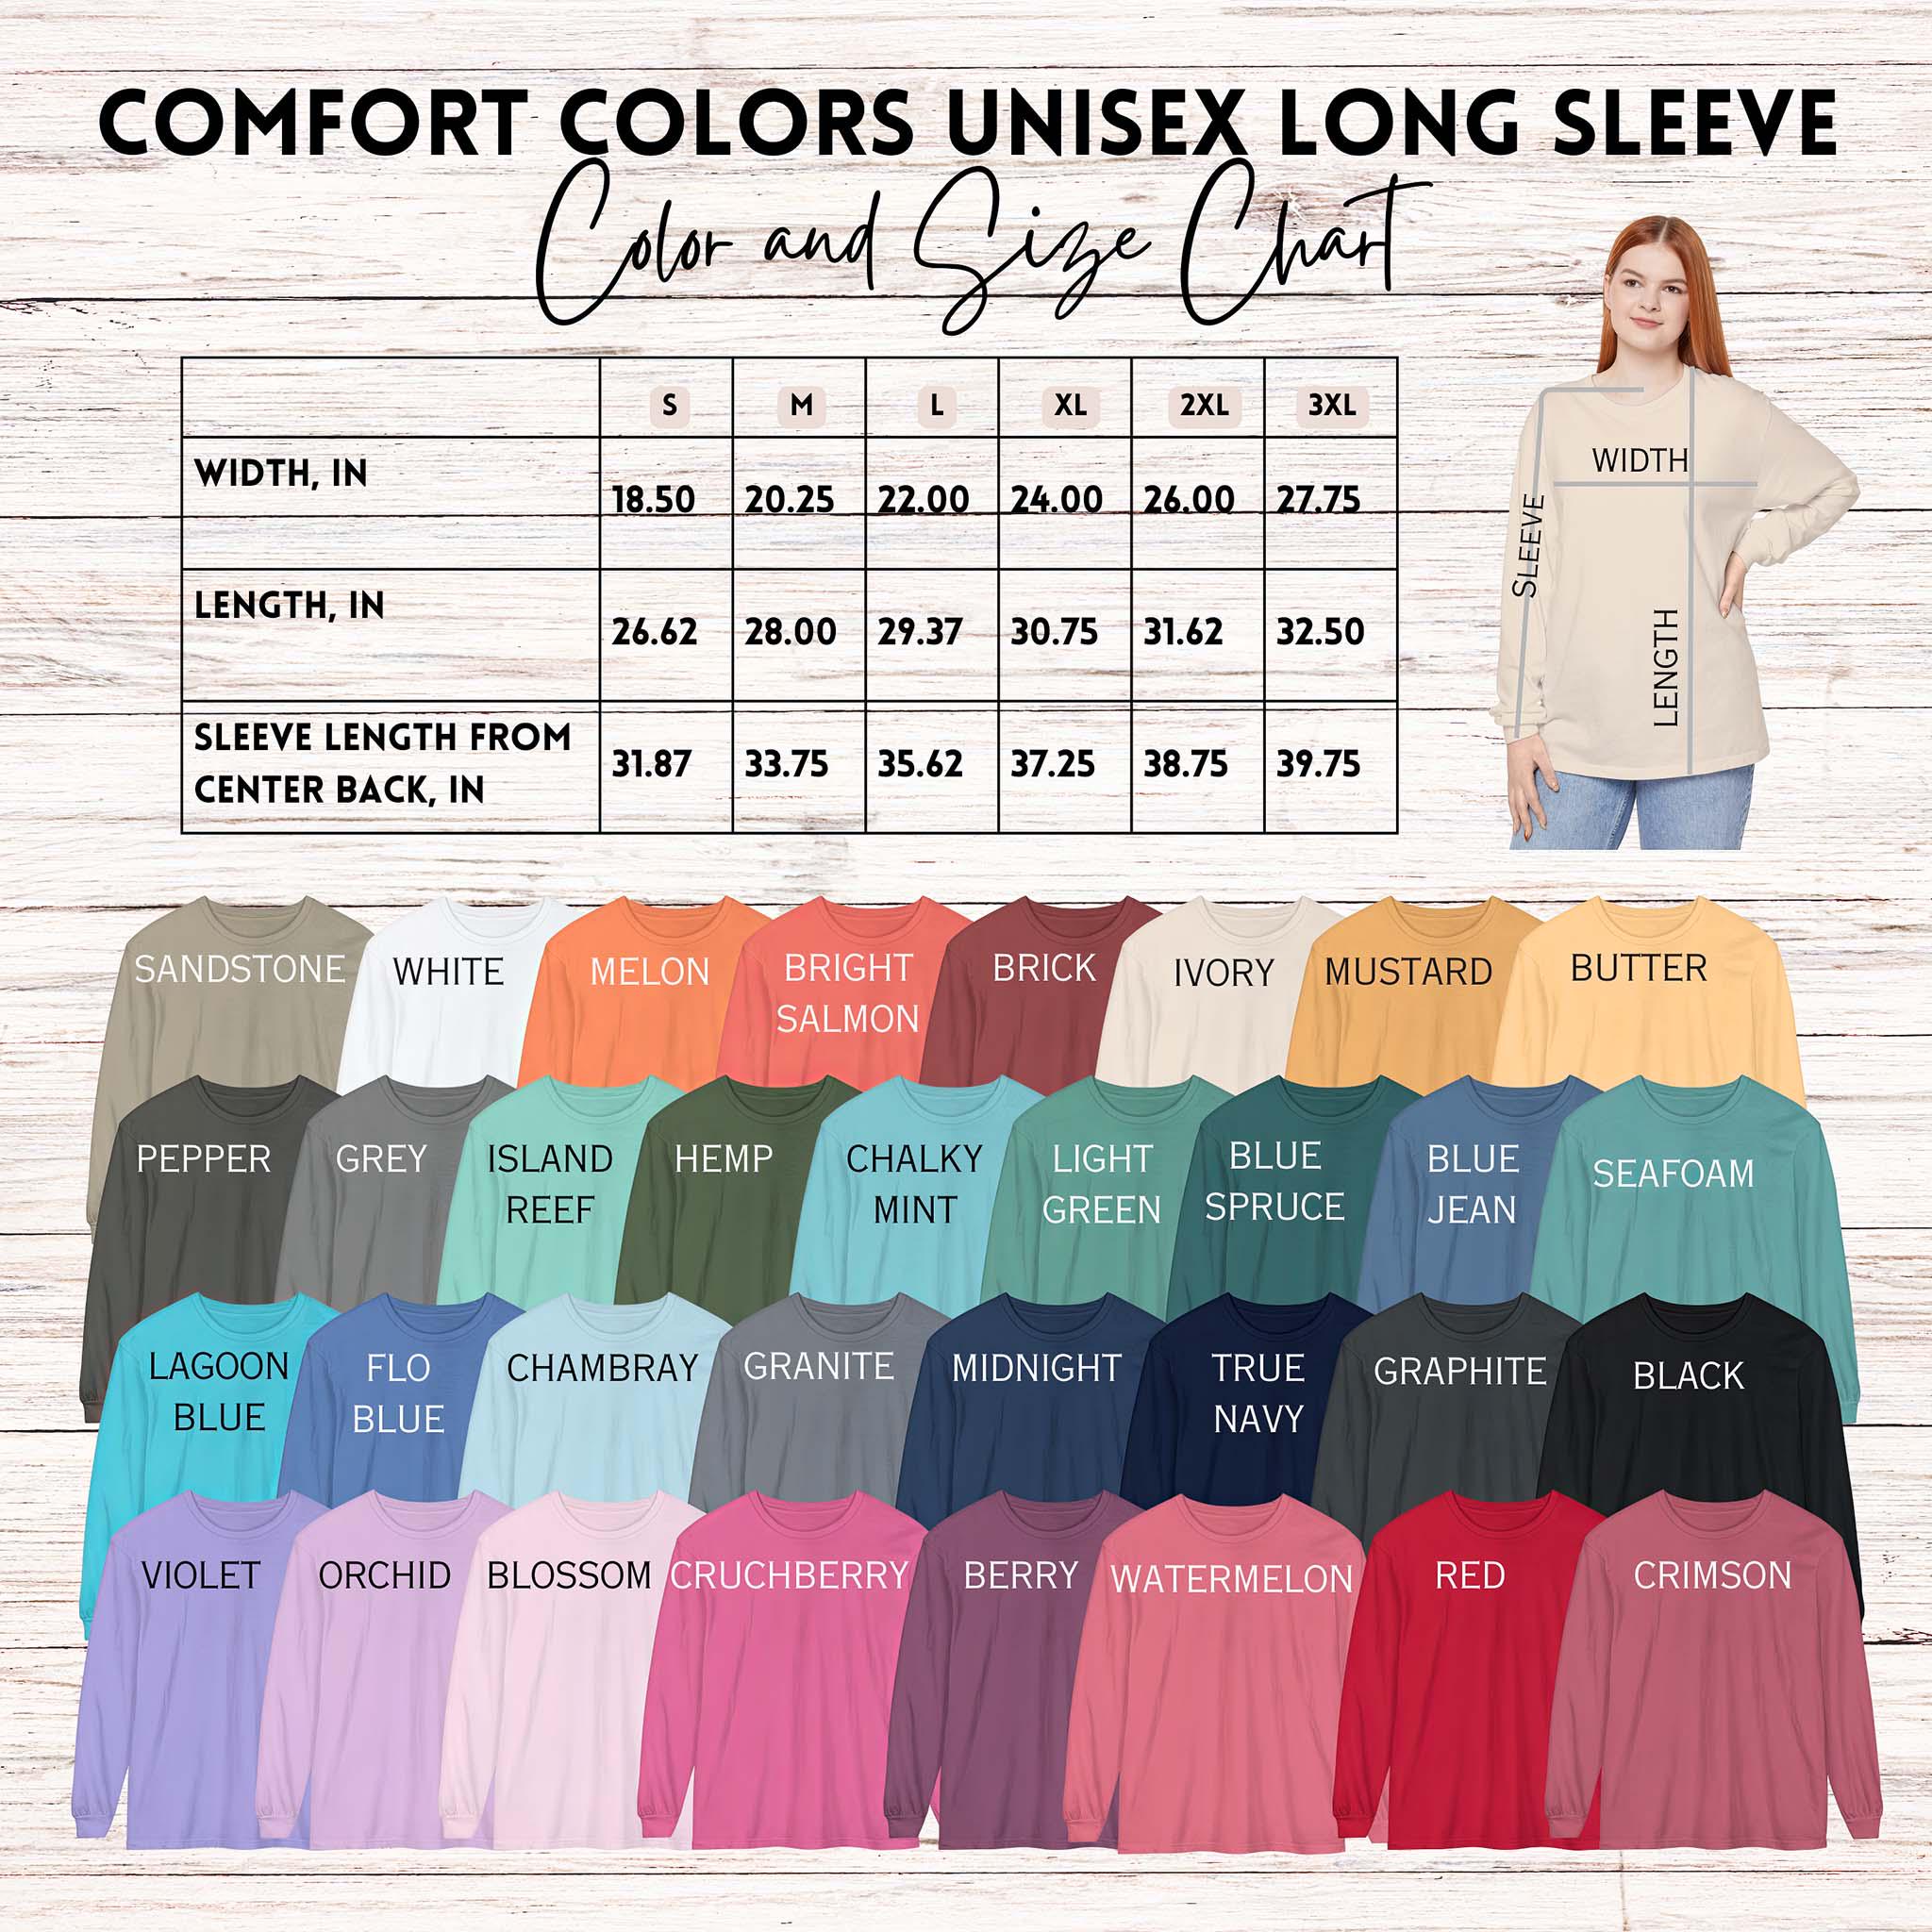 COMFORT COLORS UNISEX LONG SLEEVE
Color and Size Chart
S M L XL 2XL 3XL
WIDTH, IN 18.50 20.25 22.00 24.00 26.00 27.75
LENGTH, IN 26.62 28.00 29.37 30.75 31.62 32.50
SLEEVE LENGTH FROM
CENTER BACK, IN 31.87 33.75 35.62 37.25 38.75 39.75
WIDTH
SLEEVE
LENGTH
SANDSTONE
WHITE
MELON
BRIGHT
SALMON
BRICK
IVORY
MUSTARD
BUTTER
PEPPER
GREY
ISLAND
REEF
HEMP
CHALKY
MINT
LIGHT
GREEN
BLUE
SPRUCE
BLUE
JEAN
SEAFOAM
LAGOON
BLUE
FLO
BLUE
CHAMBRAY
GRANITE
MIDNIGHT
TRUE
NAVY
GRAPHITE
BLACK
VIOLET
ORCHID
BLOSSOM
CRUCHBERRY
BERRY
WATERMELON
RED
CRIMSON